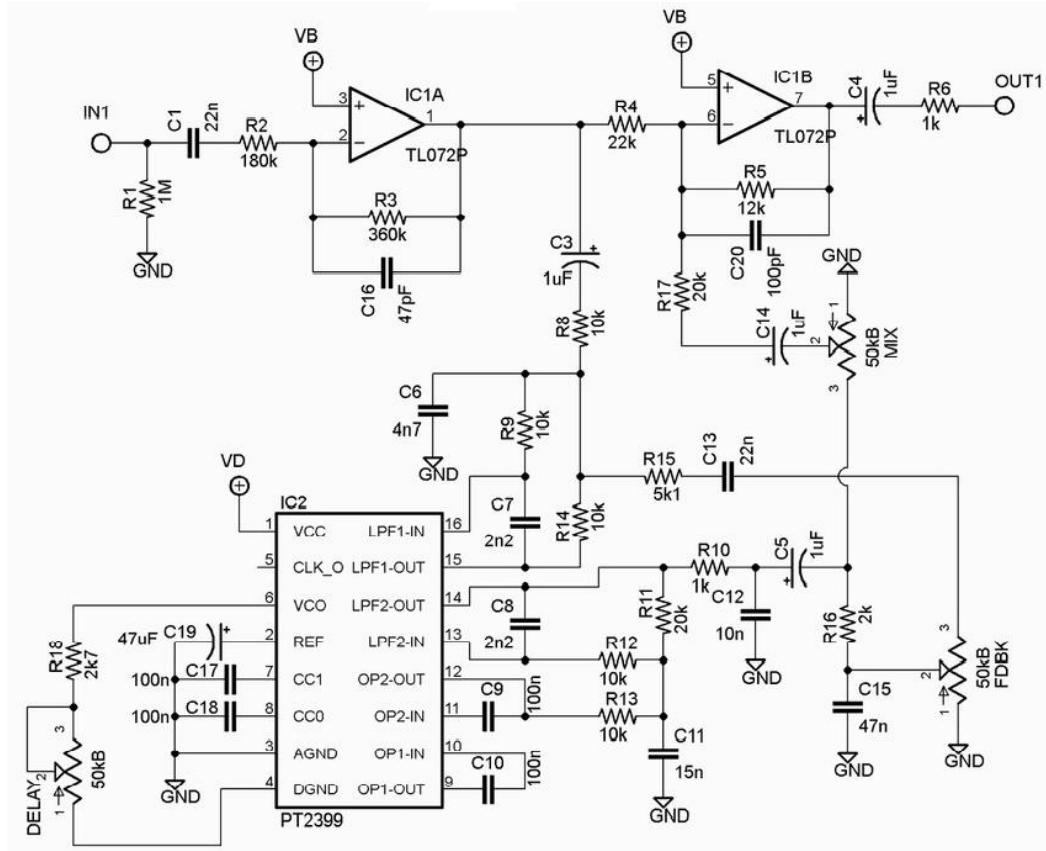 VB
VB
IN1
C1
22n
R2
180k
R1
1M
GND
3
+
2
−
1
IC1A
TL072P
R3
360k
C16
47pF
R4
22k
5
+
6
−
7
IC1B
TL072P
C4
1uF
+
R6
1k
OUT1
R5
12k
C20
100pF
R17
20k
C14
1uF
+
GND
1
2
3
50kB
MIX
C3
+
1uF
R8
10k
C6
4n7
GND
R9
10k
C7
2n2
R14
10k
R15
5k1
C13
22n
VD
IC2
1
VCC
LPF1-IN
16
5
CLK_O
LPF1-OUT
15
6
VCO
LPF2-OUT
14
2
REF
LPF2-IN
13
7
CC1
OP2-OUT
12
8
CC0
OP2-IN
11
3
AGND
OP1-IN
10
4
DGND
OP1-OUT
9
PT2399
C8
2n2
R10
1k
C5
1uF
+
R11
20k
C12
10n
GND
R16
2k
R12
10k
R13
10k
C9
100n
C10
100n
C11
15n
GND
C15
47n
GND
3
2
1
50kB
FDBK
GND
47uF
C19
+
100n
C17
100n
C18
GND
R18
2k7
3
2
1
50kB
DELAY